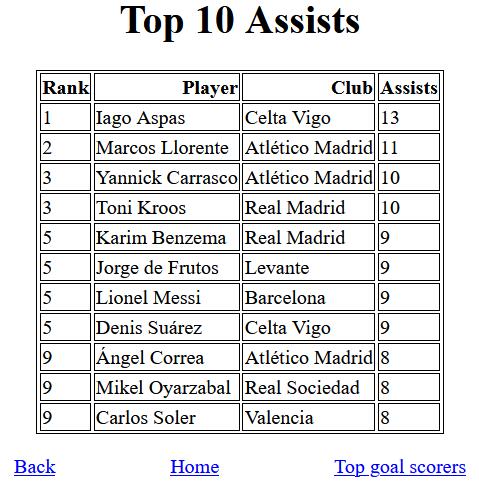 Top 10 Assists
Rank Player Club Assists
1 Iago Aspas Celta Vigo 13
2 Marcos Llorente Atlético Madrid 11
3 Yannick Carrasco Atlético Madrid 10
3 Toni Kroos Real Madrid 10
5 Karim Benzema Real Madrid 9
5 Jorge de Frutos Levante 9
5 Lionel Messi Barcelona 9
5 Denis Suárez Celta Vigo 9
9 Ángel Correa Atlético Madrid 8
9 Mikel Oyarzabal Real Sociedad 8
9 Carlos Soler Valencia 8
Back Home Top goal scorers